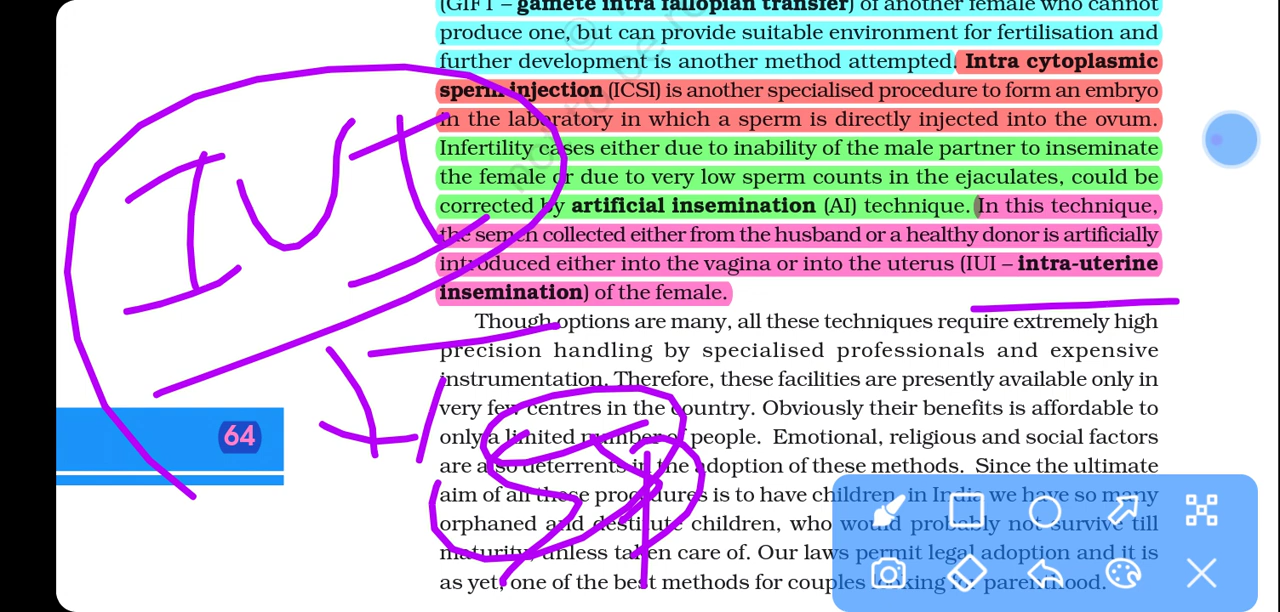 (GIFT – gamete intra fallopian transfer) of another female who cannot
produce one, but can provide suitable environment for fertilisation and
further development is another method attempted. Intra cytoplasmic
sperm injection (ICSI) is another specialised procedure to form an embryo
in the laboratory in which a sperm is directly injected into the ovum.
Infertility cases either due to inability of the male partner to inseminate
the female or due to very low sperm counts in the ejaculates, could be
corrected by artificial insemination (AI) technique. In this technique,
the semen collected either from the husband or a healthy donor is artificially
introduced either into the vagina or into the uterus (IUI – intra-uterine
insemination) of the female.
Though options are many, all these techniques require extremely high
precision handling by specialised professionals and expensive
instrumentation. Therefore, these facilities are presently available only in
very few centres in the country. Obviously their benefits is affordable to
only a limited number of people. Emotional, religious and social factors
are also deterrents in the adoption of these methods. Since the ultimate
aim of all these procedures is to have children, in India we have so many
orphaned and destitute children, who would probably not survive till
maturity, unless taken care of. Our laws permit legal adoption and it is
as yet, one of the best methods for couples looking for parenthood.
64